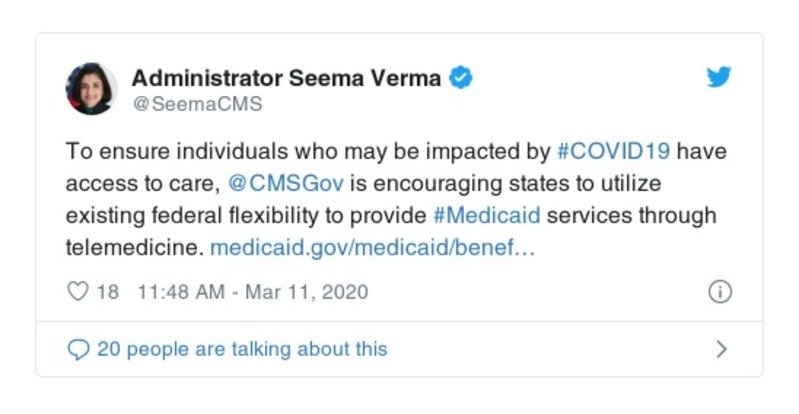 Administrator Seema Verma
@SeemaCMS
To ensure individuals who may be impacted by #COVID19 have
access to care, @CMSGov is encouraging states to utilize
existing federal flexibility to provide #Medicaid services through
telemedicine. medicaid.gov/medicaid/benef…
18 11:48 AM - Mar 11, 2020
20 people are talking about this